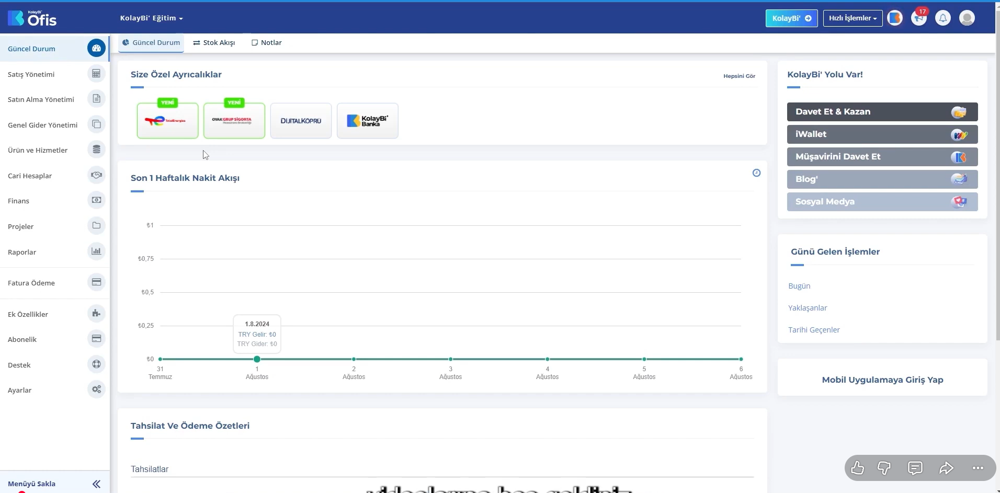 KolayBi'
Ofis
KolayBi' Eğitim
KolayBi'
Hızlı İşlemler
17
Güncel Durum
Satış Yönetimi
Satın Alma Yönetimi
Genel Gider Yönetimi
Ürün ve Hizmetler
Cari Hesaplar
Finans
Projeler
Raporlar
Fatura Ödeme
Ek Özellikler
Abonelik
Destek
Ayarlar
Menüyü Sakla
Güncel Durum
Stok Akışı
Notlar
Size Özel Ayrıcalıklar
Hepsini Gör
YENİ
TotalEnergies
YENİ
OYAK GRUP SİGORTA
DİJİTALKÖPRÜ
KolayBi'
Banka
Son 1 Haftalık Nakit Akışı
₺1
₺0,75
₺0,5
₺0,25
₺0
1.8.2024
TRY Gelir: ₺0
TRY Gider: ₺0
31 Temmuz
1 Ağustos
2 Ağustos
3 Ağustos
4 Ağustos
5 Ağustos
6 Ağustos
Tahsilat Ve Ödeme Özetleri
Tahsilatlar
KolayBi' Yolu Var!
Davet Et & Kazan
iWallet
Müşavirini Davet Et
Blog'
Sosyal Medya
Günü Gelen İşlemler
Bugün
Yaklaşanlar
Tarihi Geçenler
Mobil Uygulamaya Giriş Yap